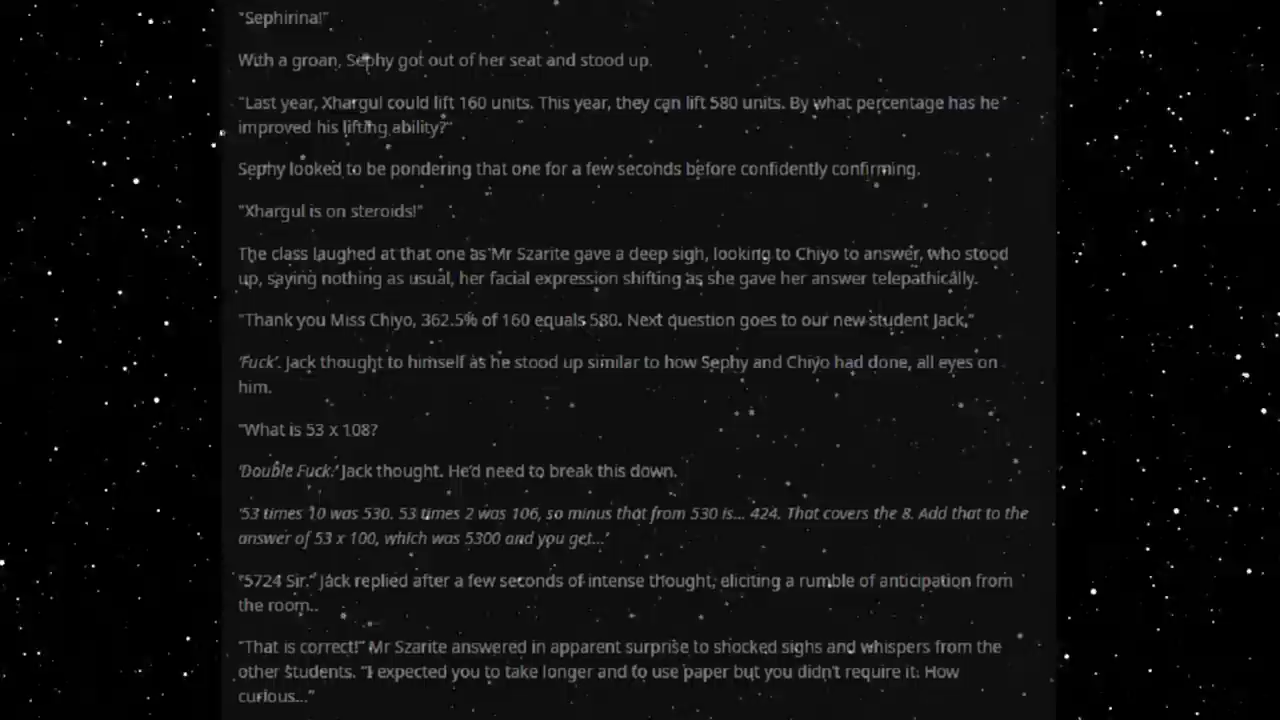 "Sephirina!"
With a groan, Sephy got out of her seat and stood up.
"Last year, Xhargul could lift 160 units. This year, they can lift 580 units. By what percentage has he
improved his lifting ability?"
Sephy looked to be pondering that one for a few seconds before confidently confirming.
"Xhargul is on steroids!"
The class laughed at that one as Mr Szarite gave a deep sigh, looking to Chiyo to answer, who stood
up, saying nothing as usual, her facial expression shifting as she gave her answer telepathically.
"Thank you Miss Chiyo, 362.5% of 160 equals 580. Next question goes to our new student Jack,"
'Fuck'. Jack thought to himself as he stood up similar to how Sephy and Chiyo had done, all eyes on
him.
"What is 53 x 108?
'Double Fuck.' Jack thought. He'd need to break this down.
'53 times 10 was 530. 53 times 2 was 106, so minus that from 530 is... 424. That covers the 8. Add that to the
answer of 53 x 100, which was 5300 and you get...'
"5724 Sir." Jack replied after a few seconds of intense thought, eliciting a rumble of anticipation from
the room..
"That is correct!" Mr Szarite answered in apparent surprise to shocked sighs and whispers from the
other students. "I expected you to take longer and to use paper but you didn't require it. How
curious..."